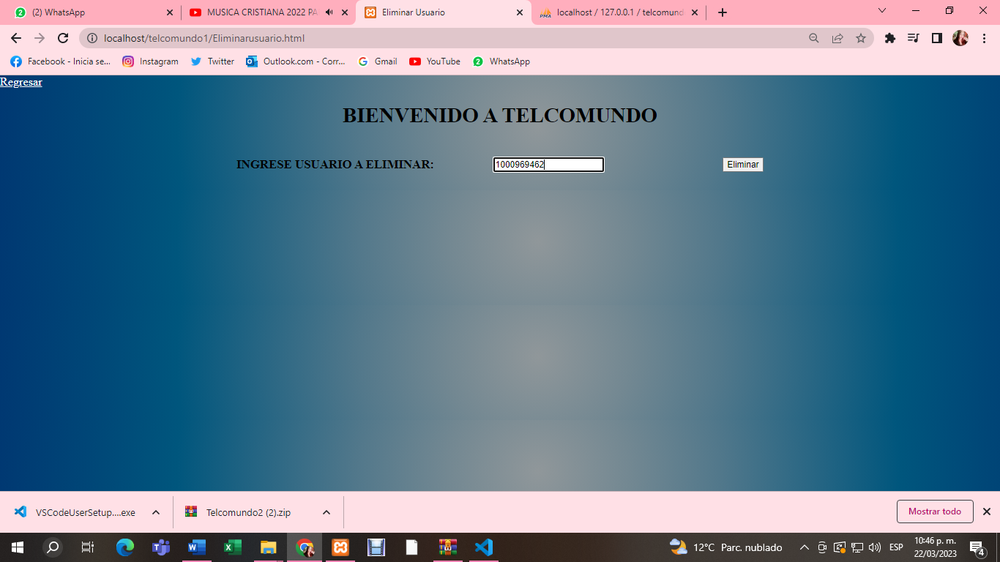 (2) WhatsApp
MUSICA CRISTIANA 2022 PA
Eliminar Usuario
localhost / 127.0.0.1 / telcomund
localhost/telcomundo1/Eliminarusuario.html
Facebook - Inicia se...
Instagram
Twitter
Outlook.com - Corr...
Gmail
YouTube
WhatsApp
Regresar
BIENVENIDO A TELCOMUNDO
INGRESE USUARIO A ELIMINAR:
1000969462
Eliminar
VSCodeUserSetup....exe
Telcomundo2 (2).zip
Mostrar todo
12°C Parc. nublado
ESP
10:46 p. m.
22/03/2023
4